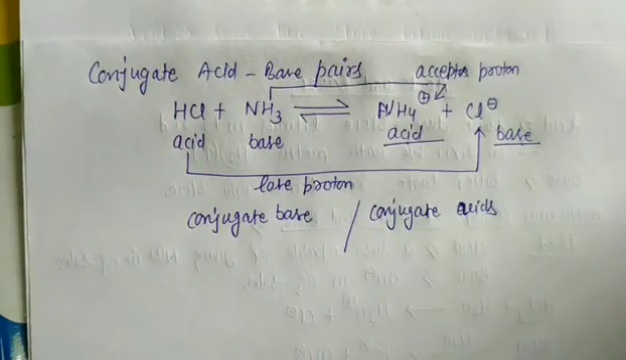 Conjugate Acid - Base pairs
acceptes proton
HCl + NH3 ⇌ NH4⊕ + Cl⊖
acid base acid base
lose proton
conjugate base / conjugate acids